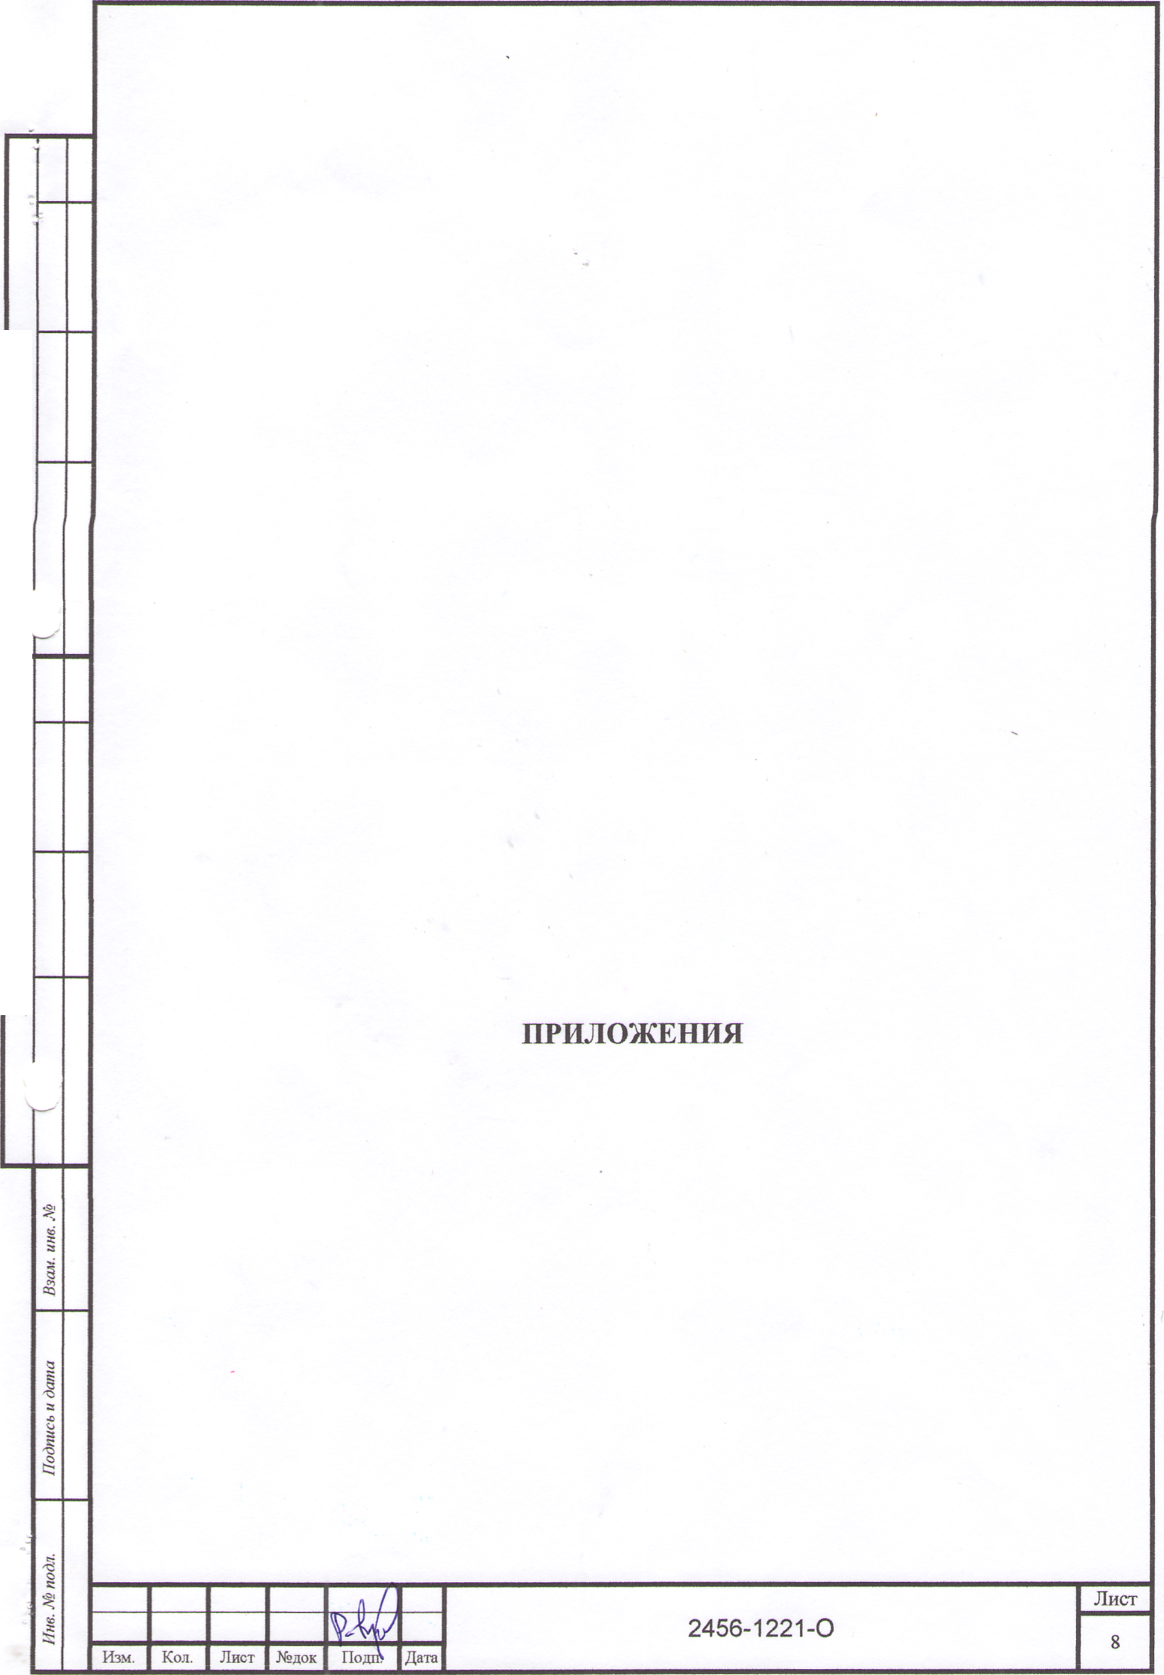 ПРИЛОЖЕНИЯ
Взам. инв. №
Подпись и дата
Инв. № подл.
Изм. Кол. Лист №док Подп. Дата
2456-1221-О
Лист
8